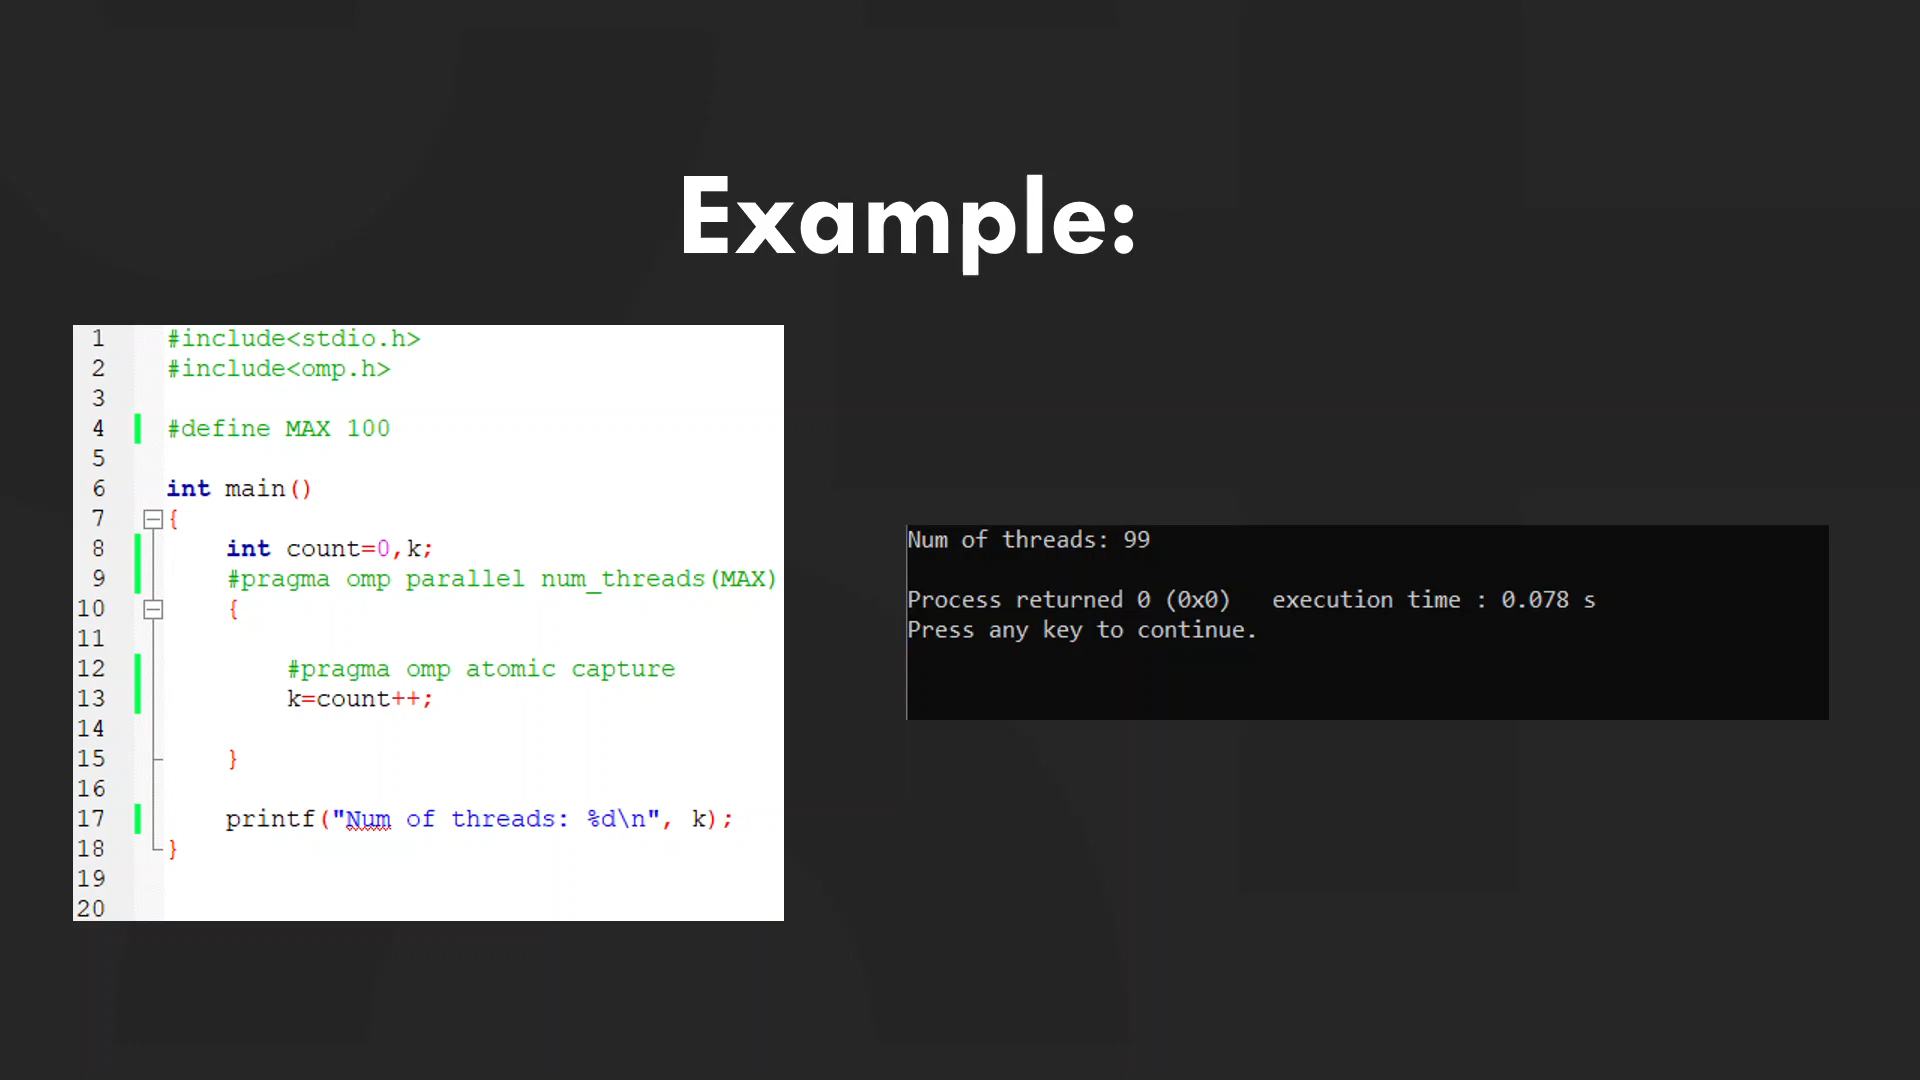 Example:
1 #include<stdio.h>
2 #include<omp.h>
3
4 #define MAX 100
5
6 int main()
7 {
8 int count=0,k;
9 #pragma omp parallel num_threads(MAX)
10 {
11
12 #pragma omp atomic capture
13 k=count++;
14
15 }
16
17 printf("Num of threads: %d\n", k);
18 }
19
20
Num of threads: 99
Process returned 0 (0x0)   execution time : 0.078 s
Press any key to continue.